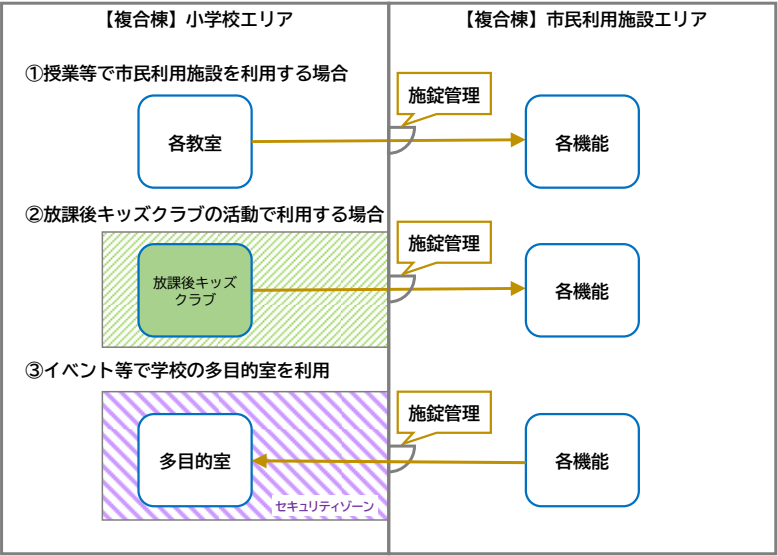 【複合棟】小学校エリア
【複合棟】市民利用施設エリア
①授業等で市民利用施設を利用する場合
施錠管理
各教室
各機能
②放課後キッズクラブの活動で利用する場合
施錠管理
放課後キッズ
クラブ
各機能
③イベント等で学校の多目的室を利用
施錠管理
多目的室
各機能
セキュリティゾーン